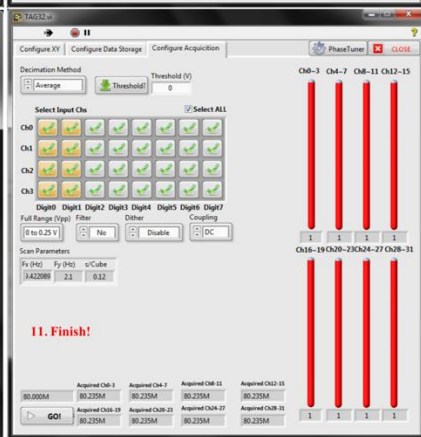 TAG32.vi
Configure XY Configure Data Storage Configure Acquicition PhaseTuner CLOSE
Decimation Method
Average Threshold? Threshold (V)
0
Select Input Chs Select ALL
Ch0
Ch1
Ch2
Ch3
Digit0 Digit1 Digit2 Digit3 Digit4 Digit5 Digit6 Digit7
Full Range (Vpp) Filter Dither Coupling
0 to 0.25 V No Disable DC
Scan Parameters
Fx (Hz) Fy (Hz) s/Cube
9.422089 2.1 0.12
11. Finish!
Acquired Ch0-3 Acquired Ch4-7 Acquired Ch8-11 Acquired Ch12-15
80.000M 80.235M 80.235M 80.235M 80.235M
Acquired Ch16-19 Acquired Ch20-23 Acquired Ch24-27 Acquired Ch28-31
GO! 80.235M 80.235M 80.235M 80.235M
Ch0~3 Ch4~7 Ch8~11 Ch12~15
1 1 1 1
Ch16~19 Ch20~23 Ch24~27 Ch28~31
1 1 1 1